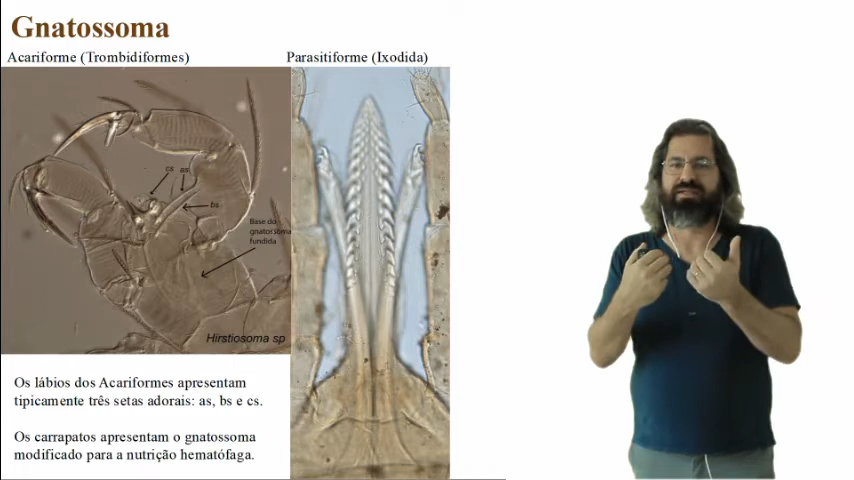 Gnatossoma
Acariforme (Trombidiformes)
Parasitiforme (Ixodida)
cs as
bs
Base do
gnatossoma
fundida
Hirstiosoma sp
Os lábios dos Acariformes apresentam
tipicamente três setas adorais: as, bs e cs.
Os carrapatos apresentam o gnatossoma
modificado para a nutrição hematófaga.